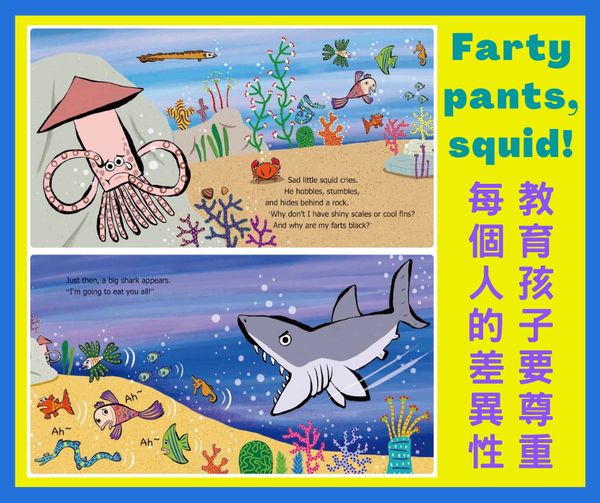 Farty
pants,
squid!
教育孩子要尊重
每個人的差異性
Sad little squid cries.
He hobbles, stumbles,
and hides behind a rock.
'Why don't I have shiny scales or cool fins?
And why are my farts black?'
Just then, a big shark appears.
"I'm going to eat you all!"
Ah~
Ah~
Ah~